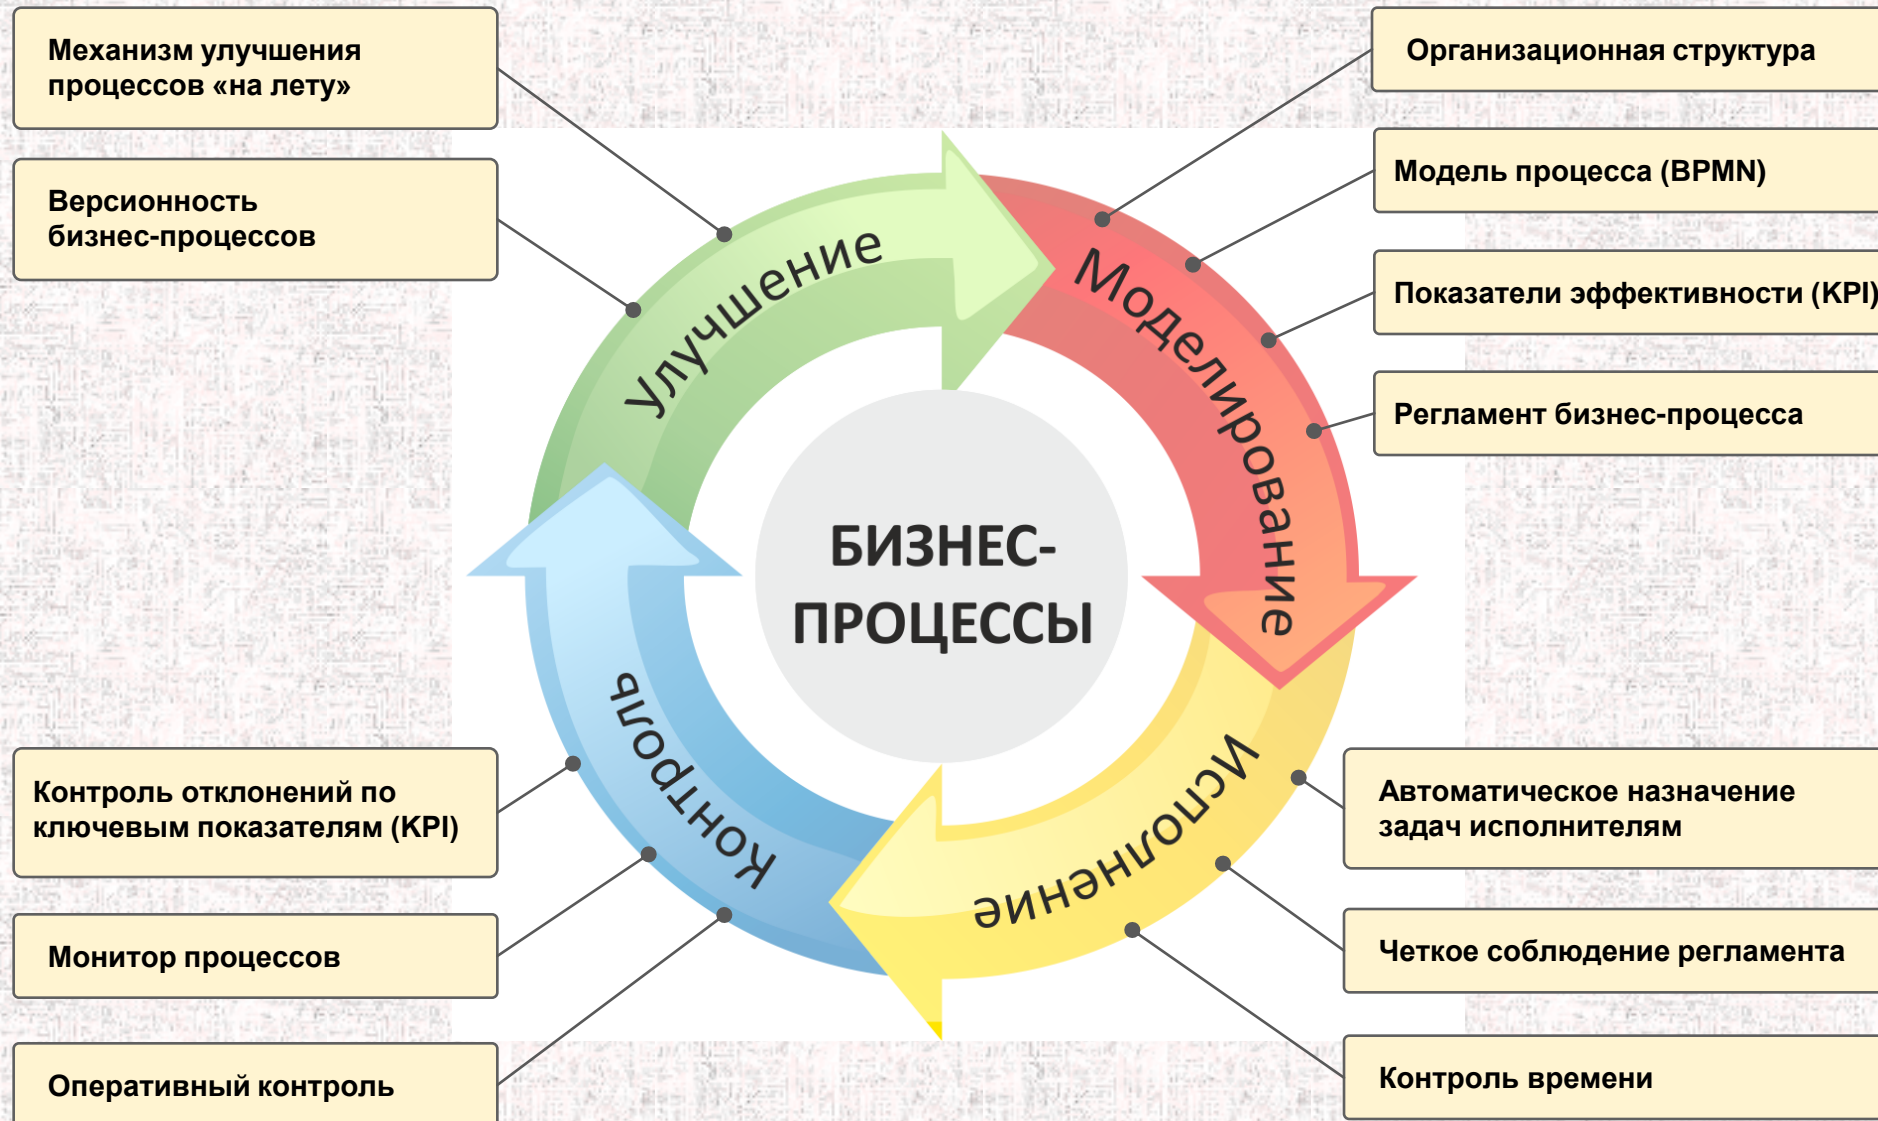 Механизм улучшения
процессов «на лету»
Версионность
бизнес-процессов
Организационная структура
Модель процесса (BPMN)
Показатели эффективности (KPI)
Регламент бизнес-процесса
Улучшение
Моделирование
БИЗНЕС-
ПРОЦЕССЫ
Контроль
Исполнение
Контроль отклонений по
ключевым показателям (KPI)
Монитор процессов
Оперативный контроль
Автоматическое назначение
задач исполнителям
Четкое соблюдение регламента
Контроль времени